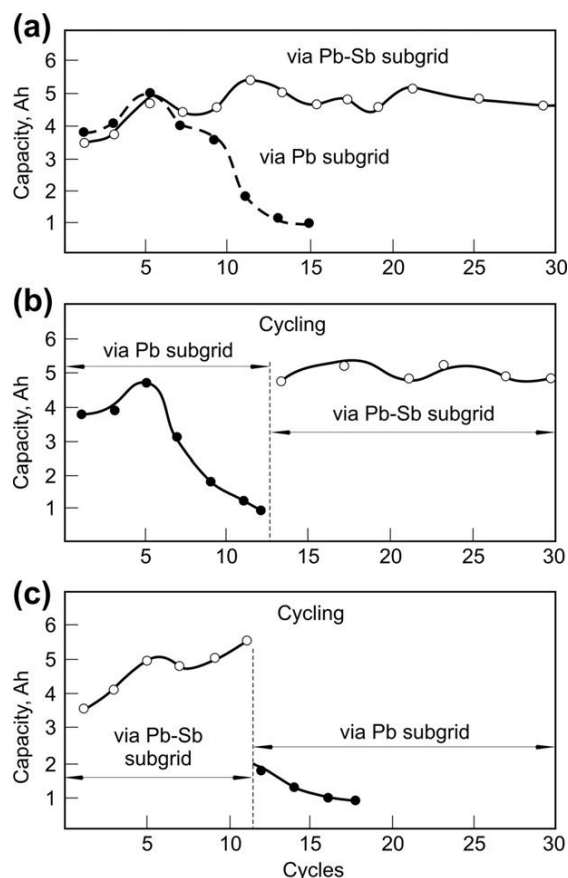 (a)
via Pb-Sb subgrid
via Pb subgrid
Capacity, Ah
6
5
4
3
2
1
5 10 15 20 25 30
(b)
Cycling
via Pb subgrid
via Pb-Sb subgrid
Capacity, Ah
6
5
4
3
2
1
5 10 15 20 25 30
(c)
Cycling
via Pb-Sb
subgrid
via Pb subgrid
Capacity, Ah
6
5
4
3
2
1
5 10 15 20 25 30
Cycles